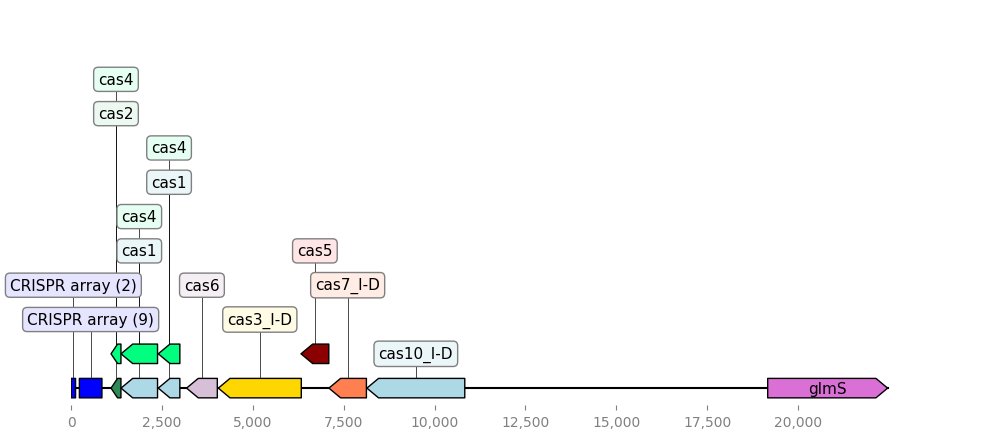 cas4
cas2
cas4
cas1
cas4
cas1
cas5
CRISPR array (2)
cas6
cas7_I-D
CRISPR array (9)
cas3_I-D
cas10_I-D
glmS
0
2,500
5,000
7,500
10,000
12,500
15,000
17,500
20,000